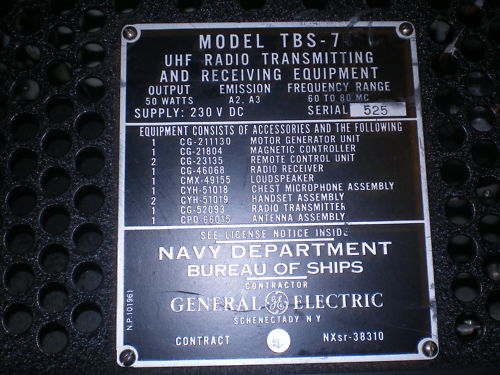 MODEL TBS-7
UHF RADIO TRANSMITTING
AND RECEIVING EQUIPMENT
OUTPUT EMISSION FREQUENCY RANGE
50 WATTS A2, A3 60 TO 80 MC
SUPPLY: 230 V DC SERIAL 525
EQUIPMENT CONSISTS OF ACCESSORIES AND THE FOLLOWING
1 CG-211130 MOTOR GENERATOR UNIT
1 CG-21804 MAGNETIC CONTROLLER
2 CG-23135 REMOTE CONTROL UNIT
1 CG-46068 RADIO RECEIVER
1 CMX-49155 LOUDSPEAKER
1 CYH-51018 CHEST MICROPHONE ASSEMBLY
2 CYH-51019 HANDSET ASSEMBLY
1 CG-52093 RADIO TRANSMITTER
1 CPD-66015 ANTENNA ASSEMBLY
SEE LICENSE NOTICE INSIDE
NAVY DEPARTMENT
BUREAU OF SHIPS
CONTRACTOR
GENERAL GE ELECTRIC
SCHENECTADY N Y
CONTRACT NXsr-38310
N.P. 101961